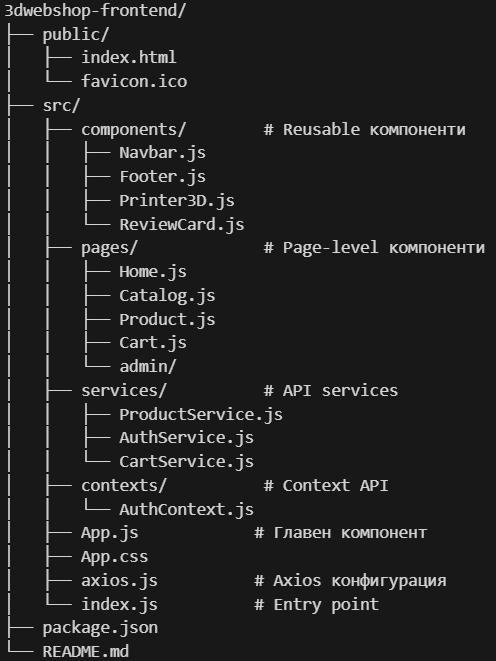 3dwebshop-frontend/
├── public/
│   ├── index.html
│   └── favicon.ico
├── src/
│   ├── components/        # Reusable компоненти
│   │   ├── Navbar.js
│   │   ├── Footer.js
│   │   ├── Printer3D.js
│   │   └── ReviewCard.js
│   ├── pages/             # Page-level компоненти
│   │   ├── Home.js
│   │   ├── Catalog.js
│   │   ├── Product.js
│   │   ├── Cart.js
│   │   └── admin/
│   ├── services/          # API services
│   │   ├── ProductService.js
│   │   ├── AuthService.js
│   │   └── CartService.js
│   ├── contexts/          # Context API
│   │   └── AuthContext.js
│   ├── App.js            # Главен компонент
│   ├── App.css
│   ├── axios.js          # Axios конфигурация
│   └── index.js          # Entry point
├── package.json
└── README.md